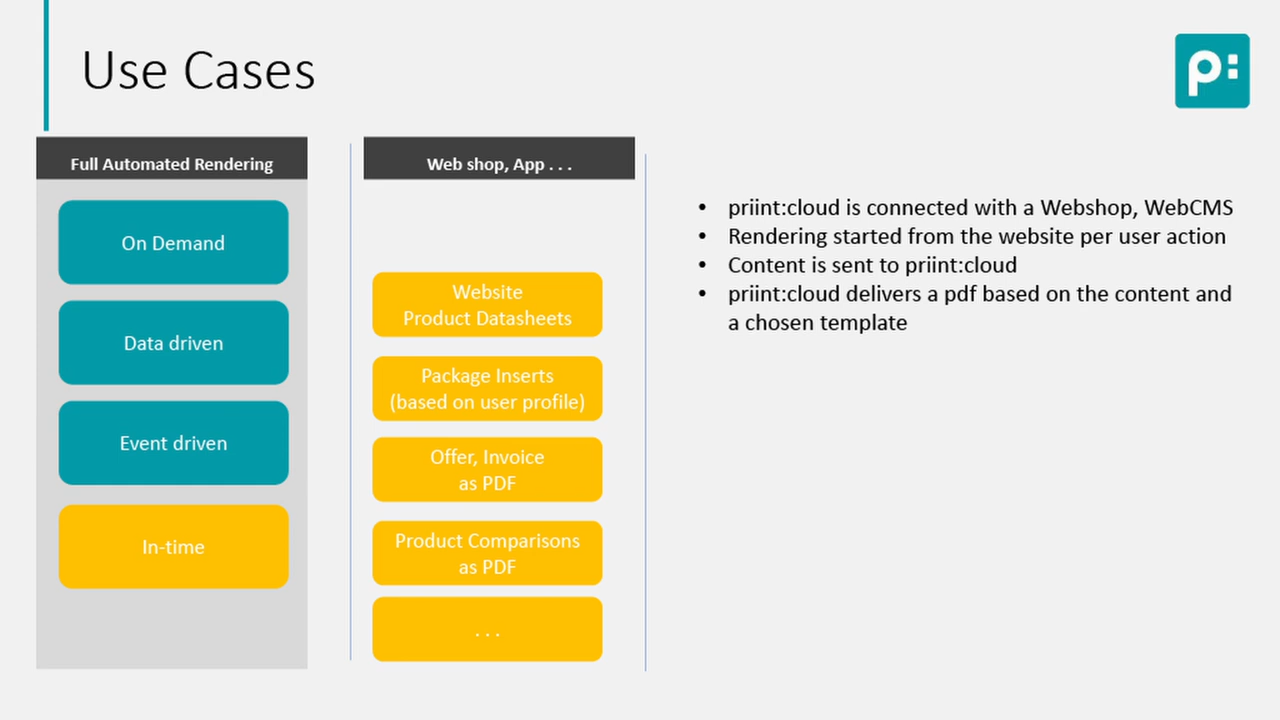 Use Cases
p:
Full Automated Rendering
On Demand
Data driven
Event driven
In-time
Web shop, App . . .
Website
Product Datasheets
Package Inserts
(based on user profile)
Offer, Invoice
as PDF
Product Comparisons
as PDF
. . .
• priint:cloud is connected with a Webshop, WebCMS
• Rendering started from the website per user action
• Content is sent to priint:cloud
• priint:cloud delivers a pdf based on the content and
a chosen template